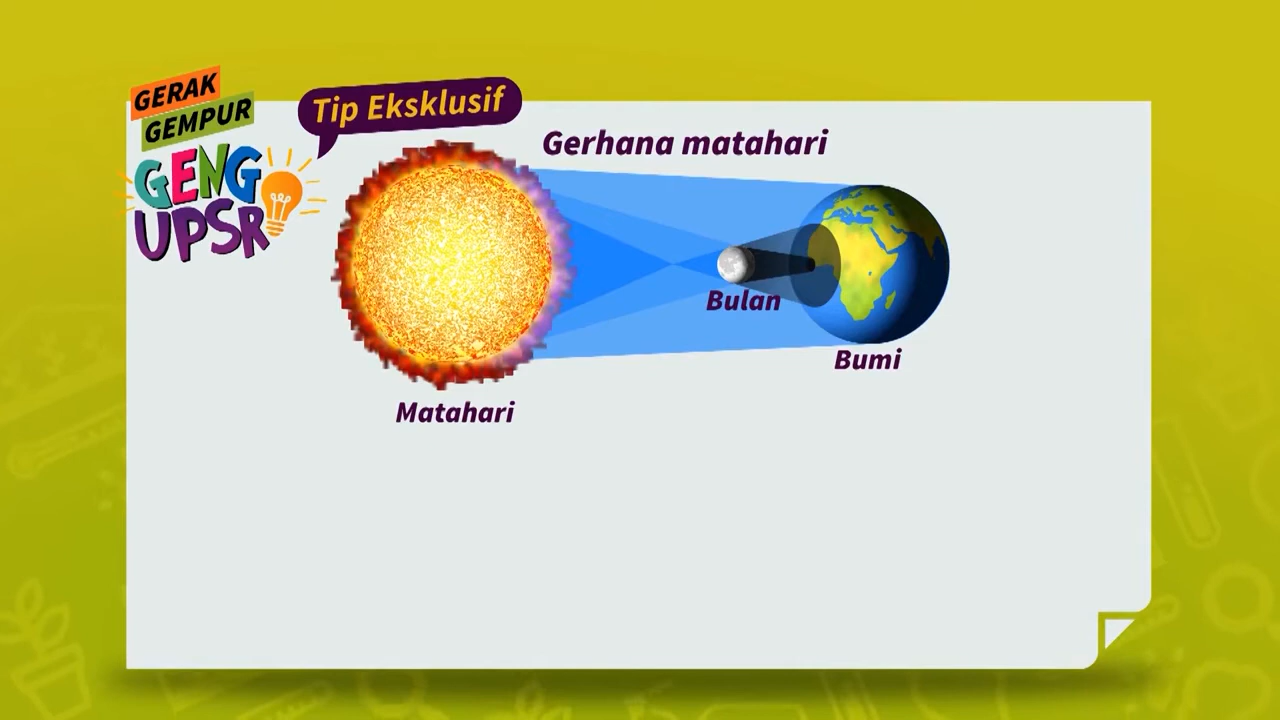 GERAK
GEMPUR
GENG
UPSR
Tip Eksklusif
Gerhana matahari
Bulan
Bumi
Matahari